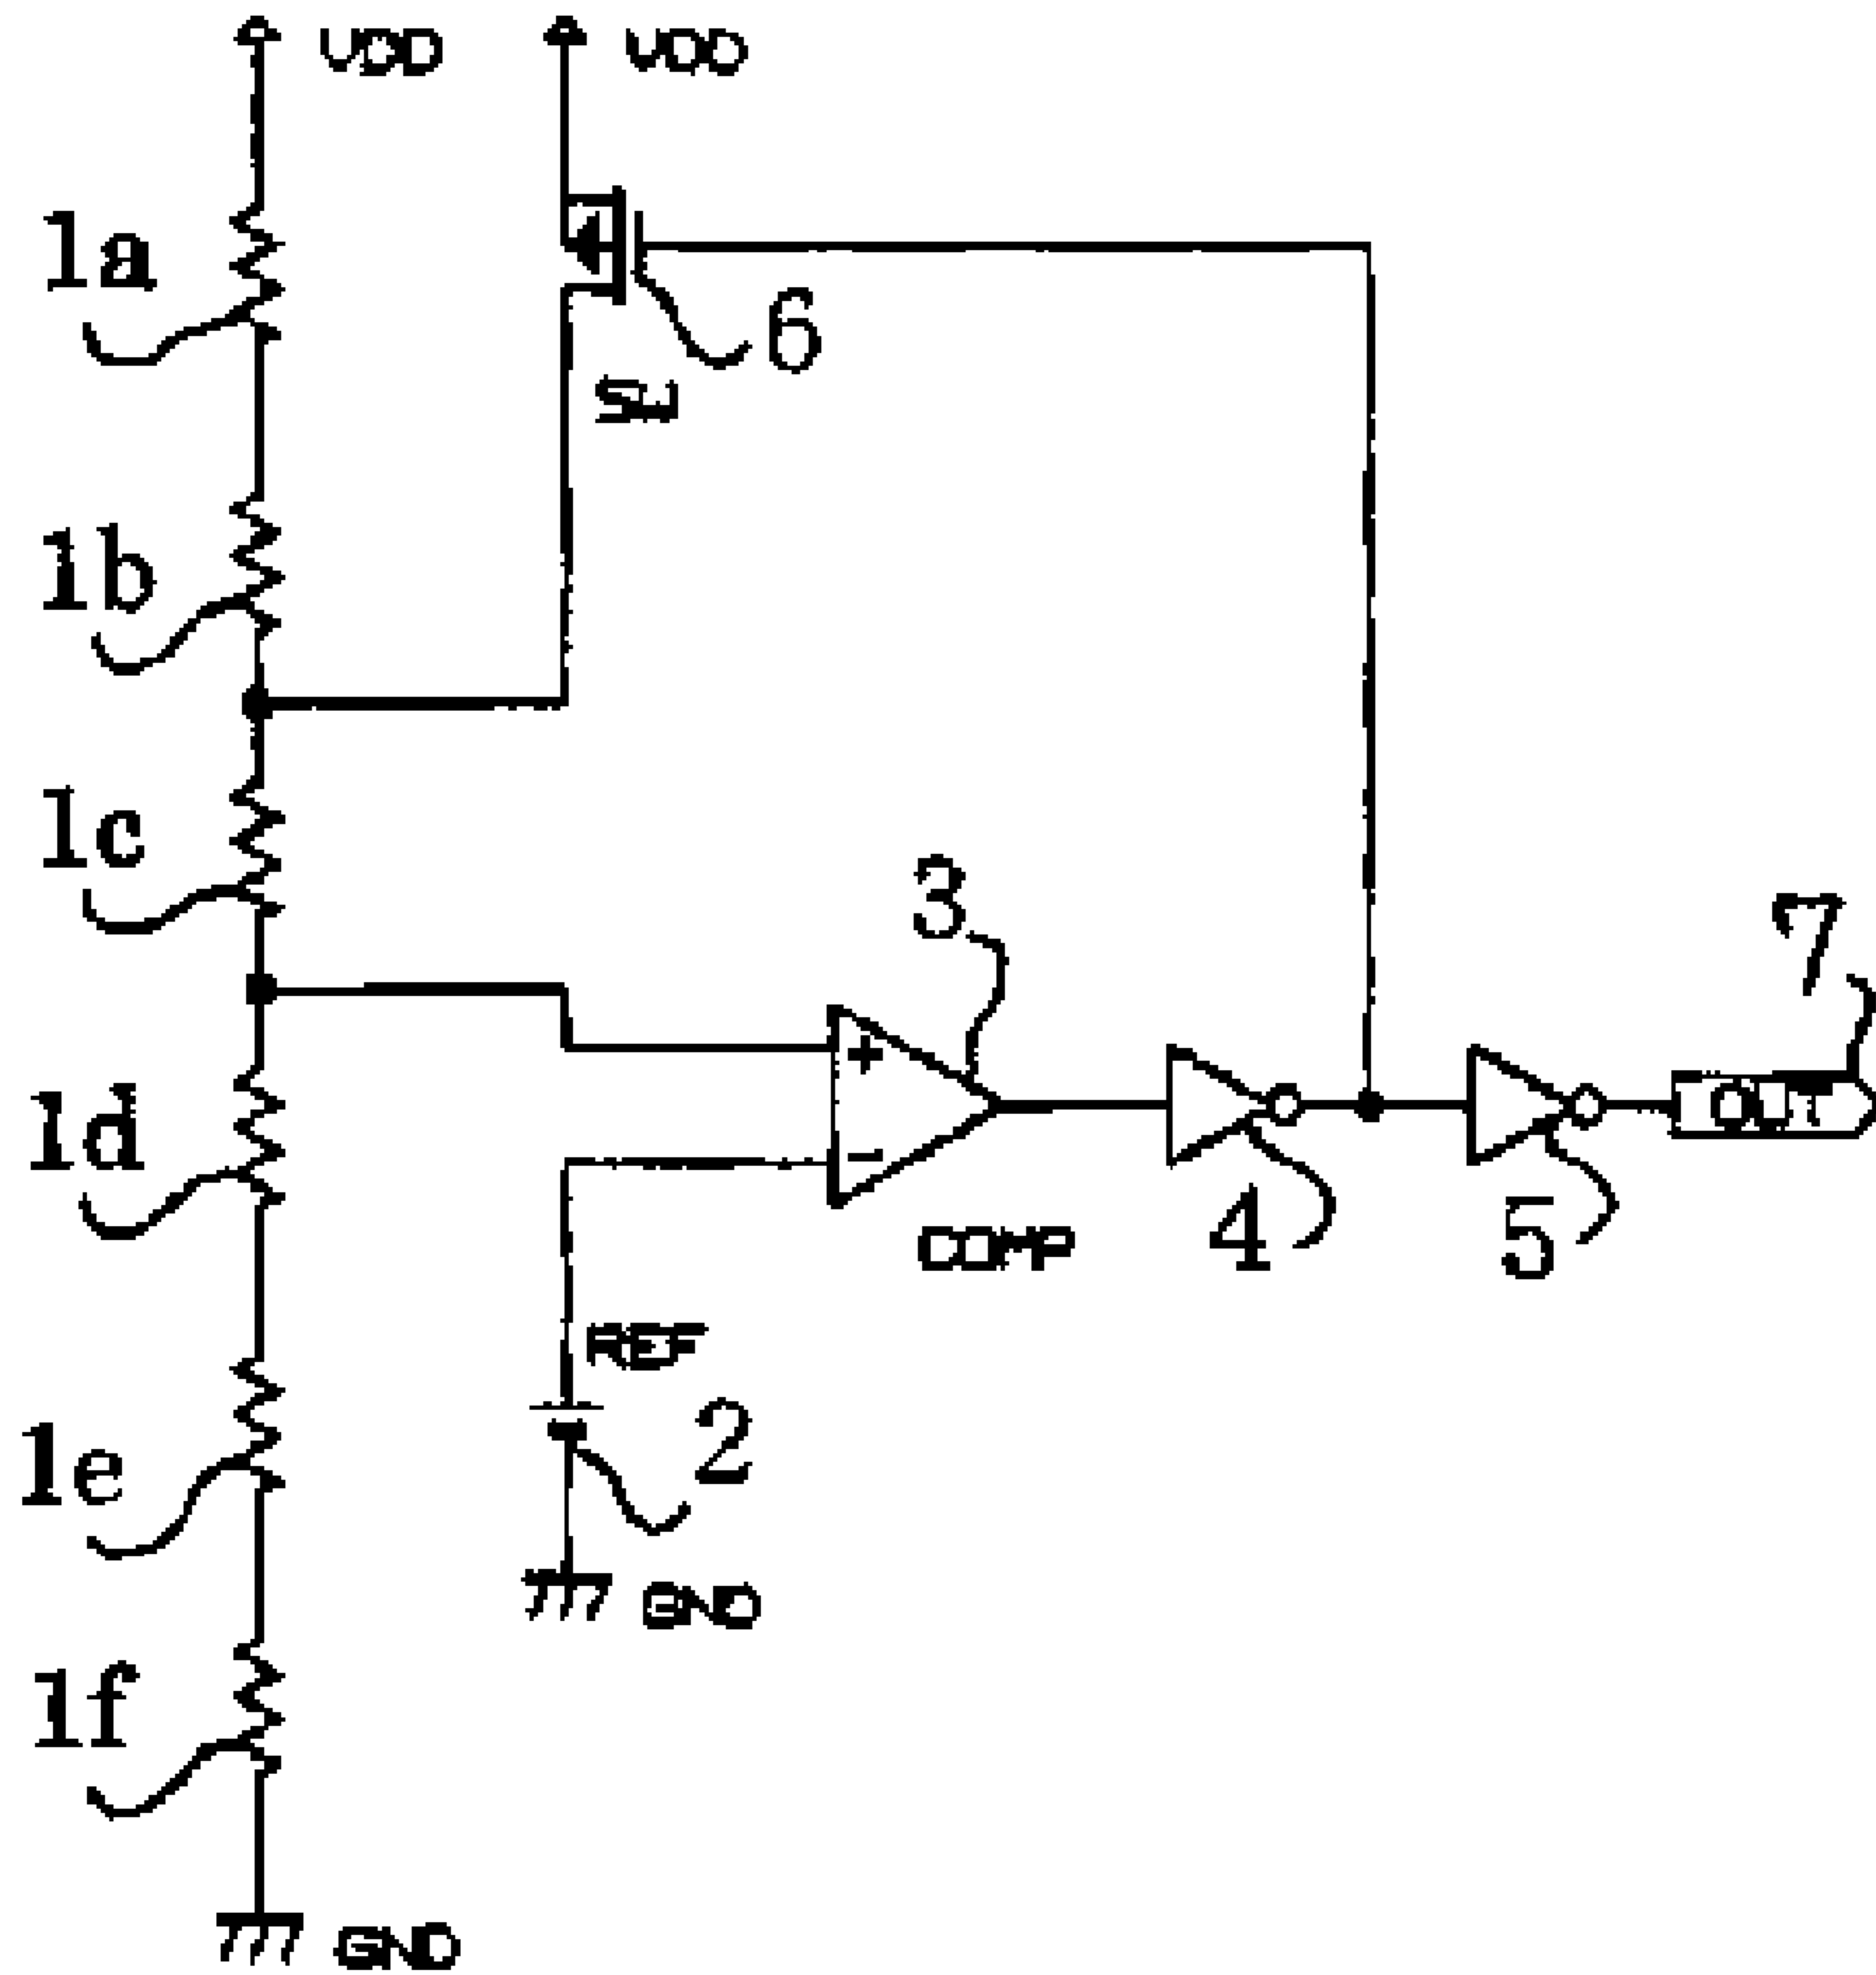 VDD VDD
1a
6
SW
1b
1c
3
7
+
1d
OUT
-
4
5
COMP
REF
2
1e
GND
1f
GND